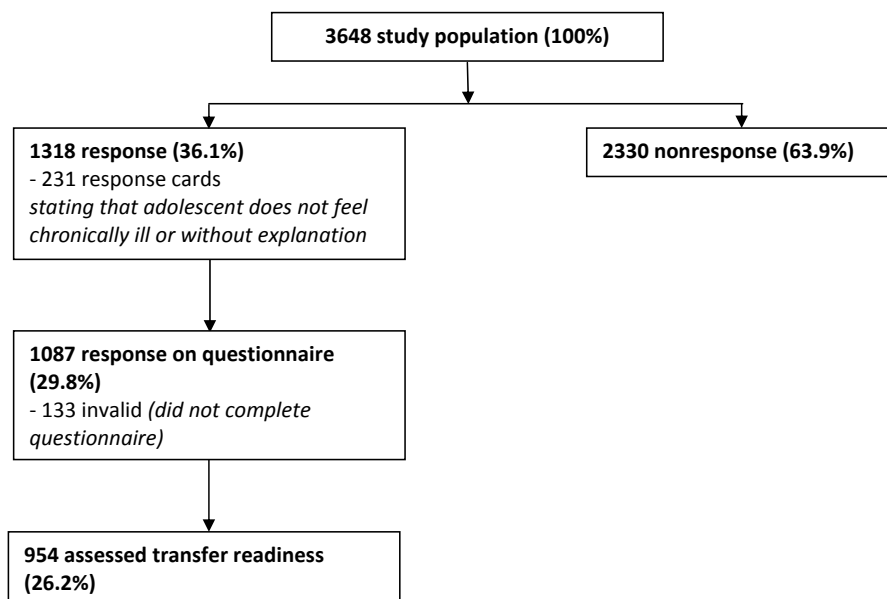 3648 study population (100%)
1318 response (36.1%)
- 231 response cards
stating that adolescent does not feel
chronically ill or without explanation
2330 nonresponse (63.9%)
1087 response on questionnaire
(29.8%)
- 133 invalid (did not complete
questionnaire)
954 assessed transfer readiness
(26.2%)